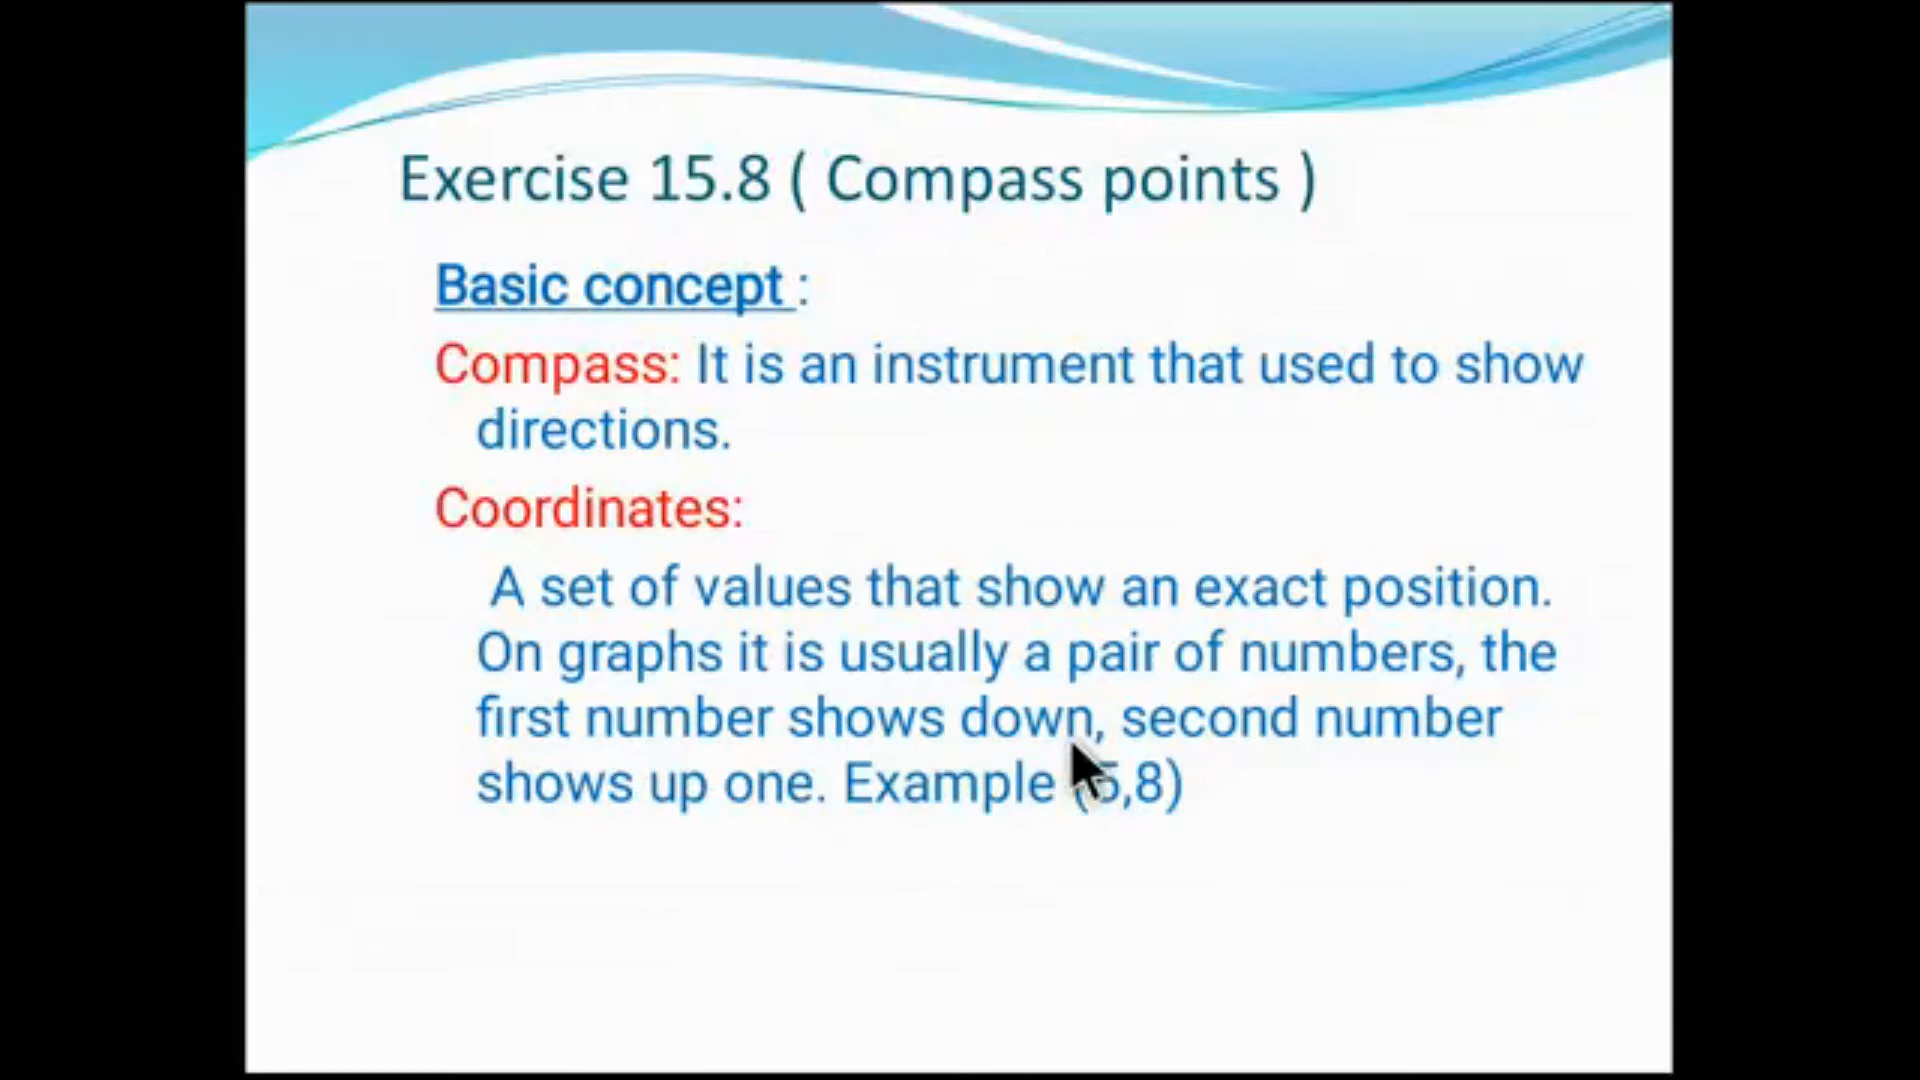 Exercise 15.8 ( Compass points )
Basic concept :
Compass: It is an instrument that used to show
directions.
Coordinates:
A set of values that show an exact position.
On graphs it is usually a pair of numbers, the
first number shows down, second number
shows up one. Example (5,8)